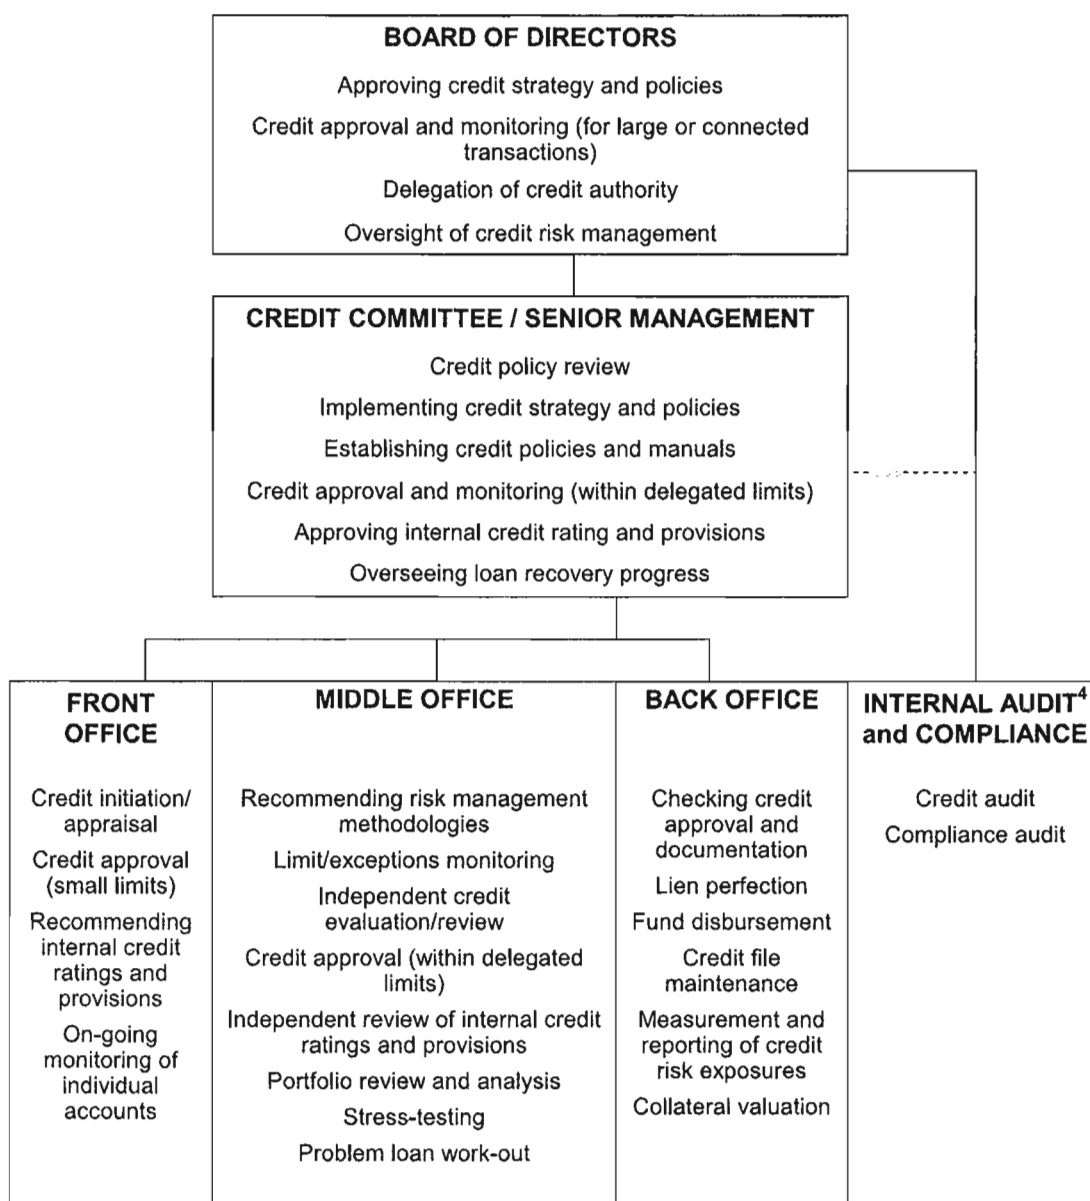 BOARD OF DIRECTORS
Approving credit strategy and policies
Credit approval and monitoring (for large or connected
transactions)
Delegation of credit authority
Oversight of credit risk management
CREDIT COMMITTEE / SENIOR MANAGEMENT
Credit policy review
Implementing credit strategy and policies
Establishing credit policies and manuals
Credit approval and monitoring (within delegated limits)
Approving internal credit rating and provisions
Overseeing loan recovery progress
FRONT
OFFICE
Credit initiation/
appraisal
Credit approval
(small limits)
Recommending
internal credit
ratings and
provisions
On-going
monitoring of
individual
accounts
MIDDLE OFFICE
Recommending risk management
methodologies
Limit/exceptions monitoring
Independent credit
evaluation/review
Credit approval (within delegated
limits)
Independent review of internal credit
ratings and provisions
Portfolio review and analysis
Stress-testing
Problem loan work-out
BACK OFFICE
Checking credit
approval and
documentation
Lien perfection
Fund disbursement
Credit file
maintenance
Measurement and
reporting of credit
risk exposures
Collateral valuation
INTERNAL AUDIT⁴
and COMPLIANCE
Credit audit
Compliance audit